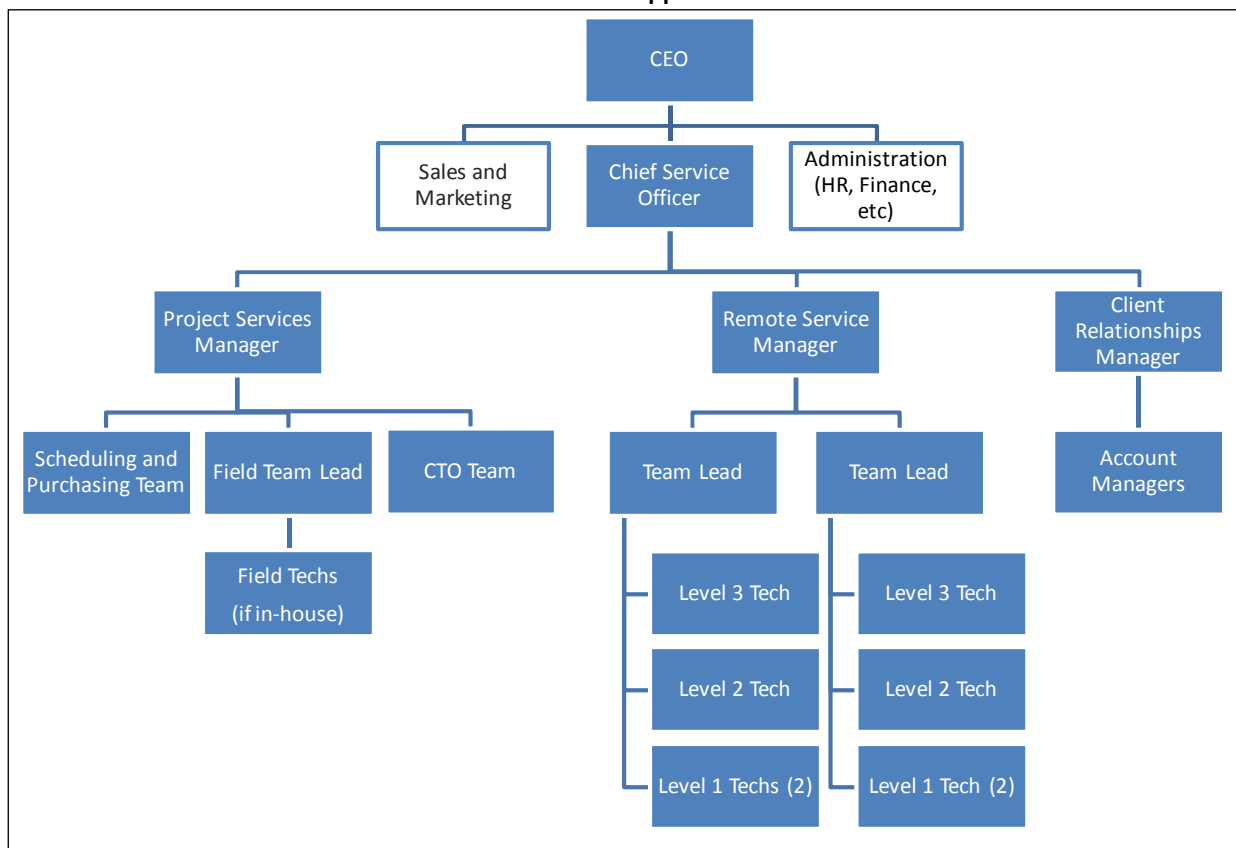 CEO
Sales and
Marketing
Chief Service
Officer
Administration
(HR, Finance,
etc)
Project Services
Manager
Remote Service
Manager
Client
Relationships
Manager
Scheduling and
Purchasing Team
Field Team Lead
CTO Team
Team Lead
Team Lead
Account
Managers
Field Techs
(if in-house)
Level 3 Tech
Level 3 Tech
Level 2 Tech
Level 2 Tech
Level 1 Techs (2)
Level 1 Tech (2)